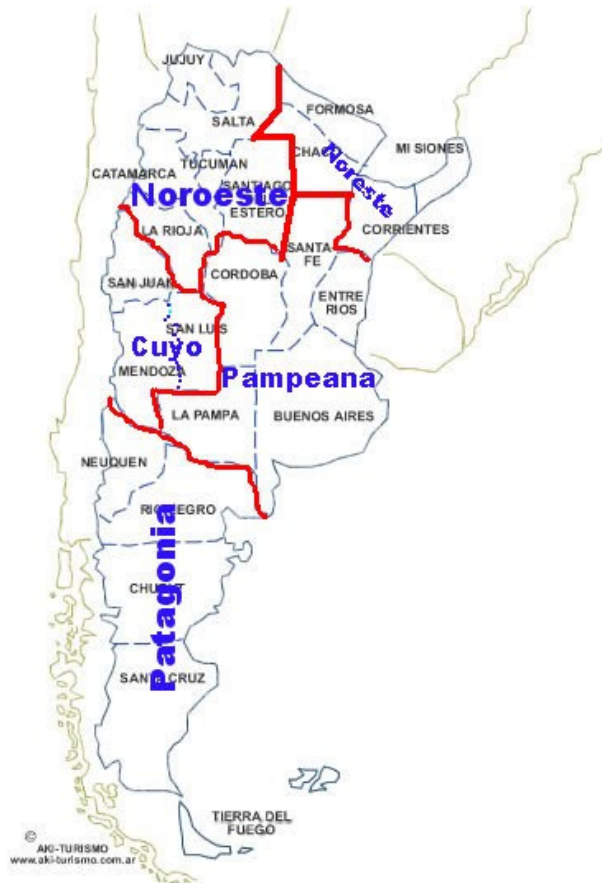 JUJUY
FORMOSA
SALTA
CHACO
MISIONES
TUCUMAN
CATAMARCA
SANTIAGO
Noroeste
Noreste
ESTERO
CORRIENTES
LA RIOJA
SANTA
FE
CORDOBA
SAN JUAN
ENTRE
RIOS
SAN LUIS
Cuyo
MENDOZA
Pampeana
LA PAMPA
BUENOS AIRES
NEUQUEN
RIO NEGRO
Patagonia
CHUBUT
SANTA CRUZ
TIERRA DEL
FUEGO
©
AKI-TURISMO
www.aki-turismo.com.ar